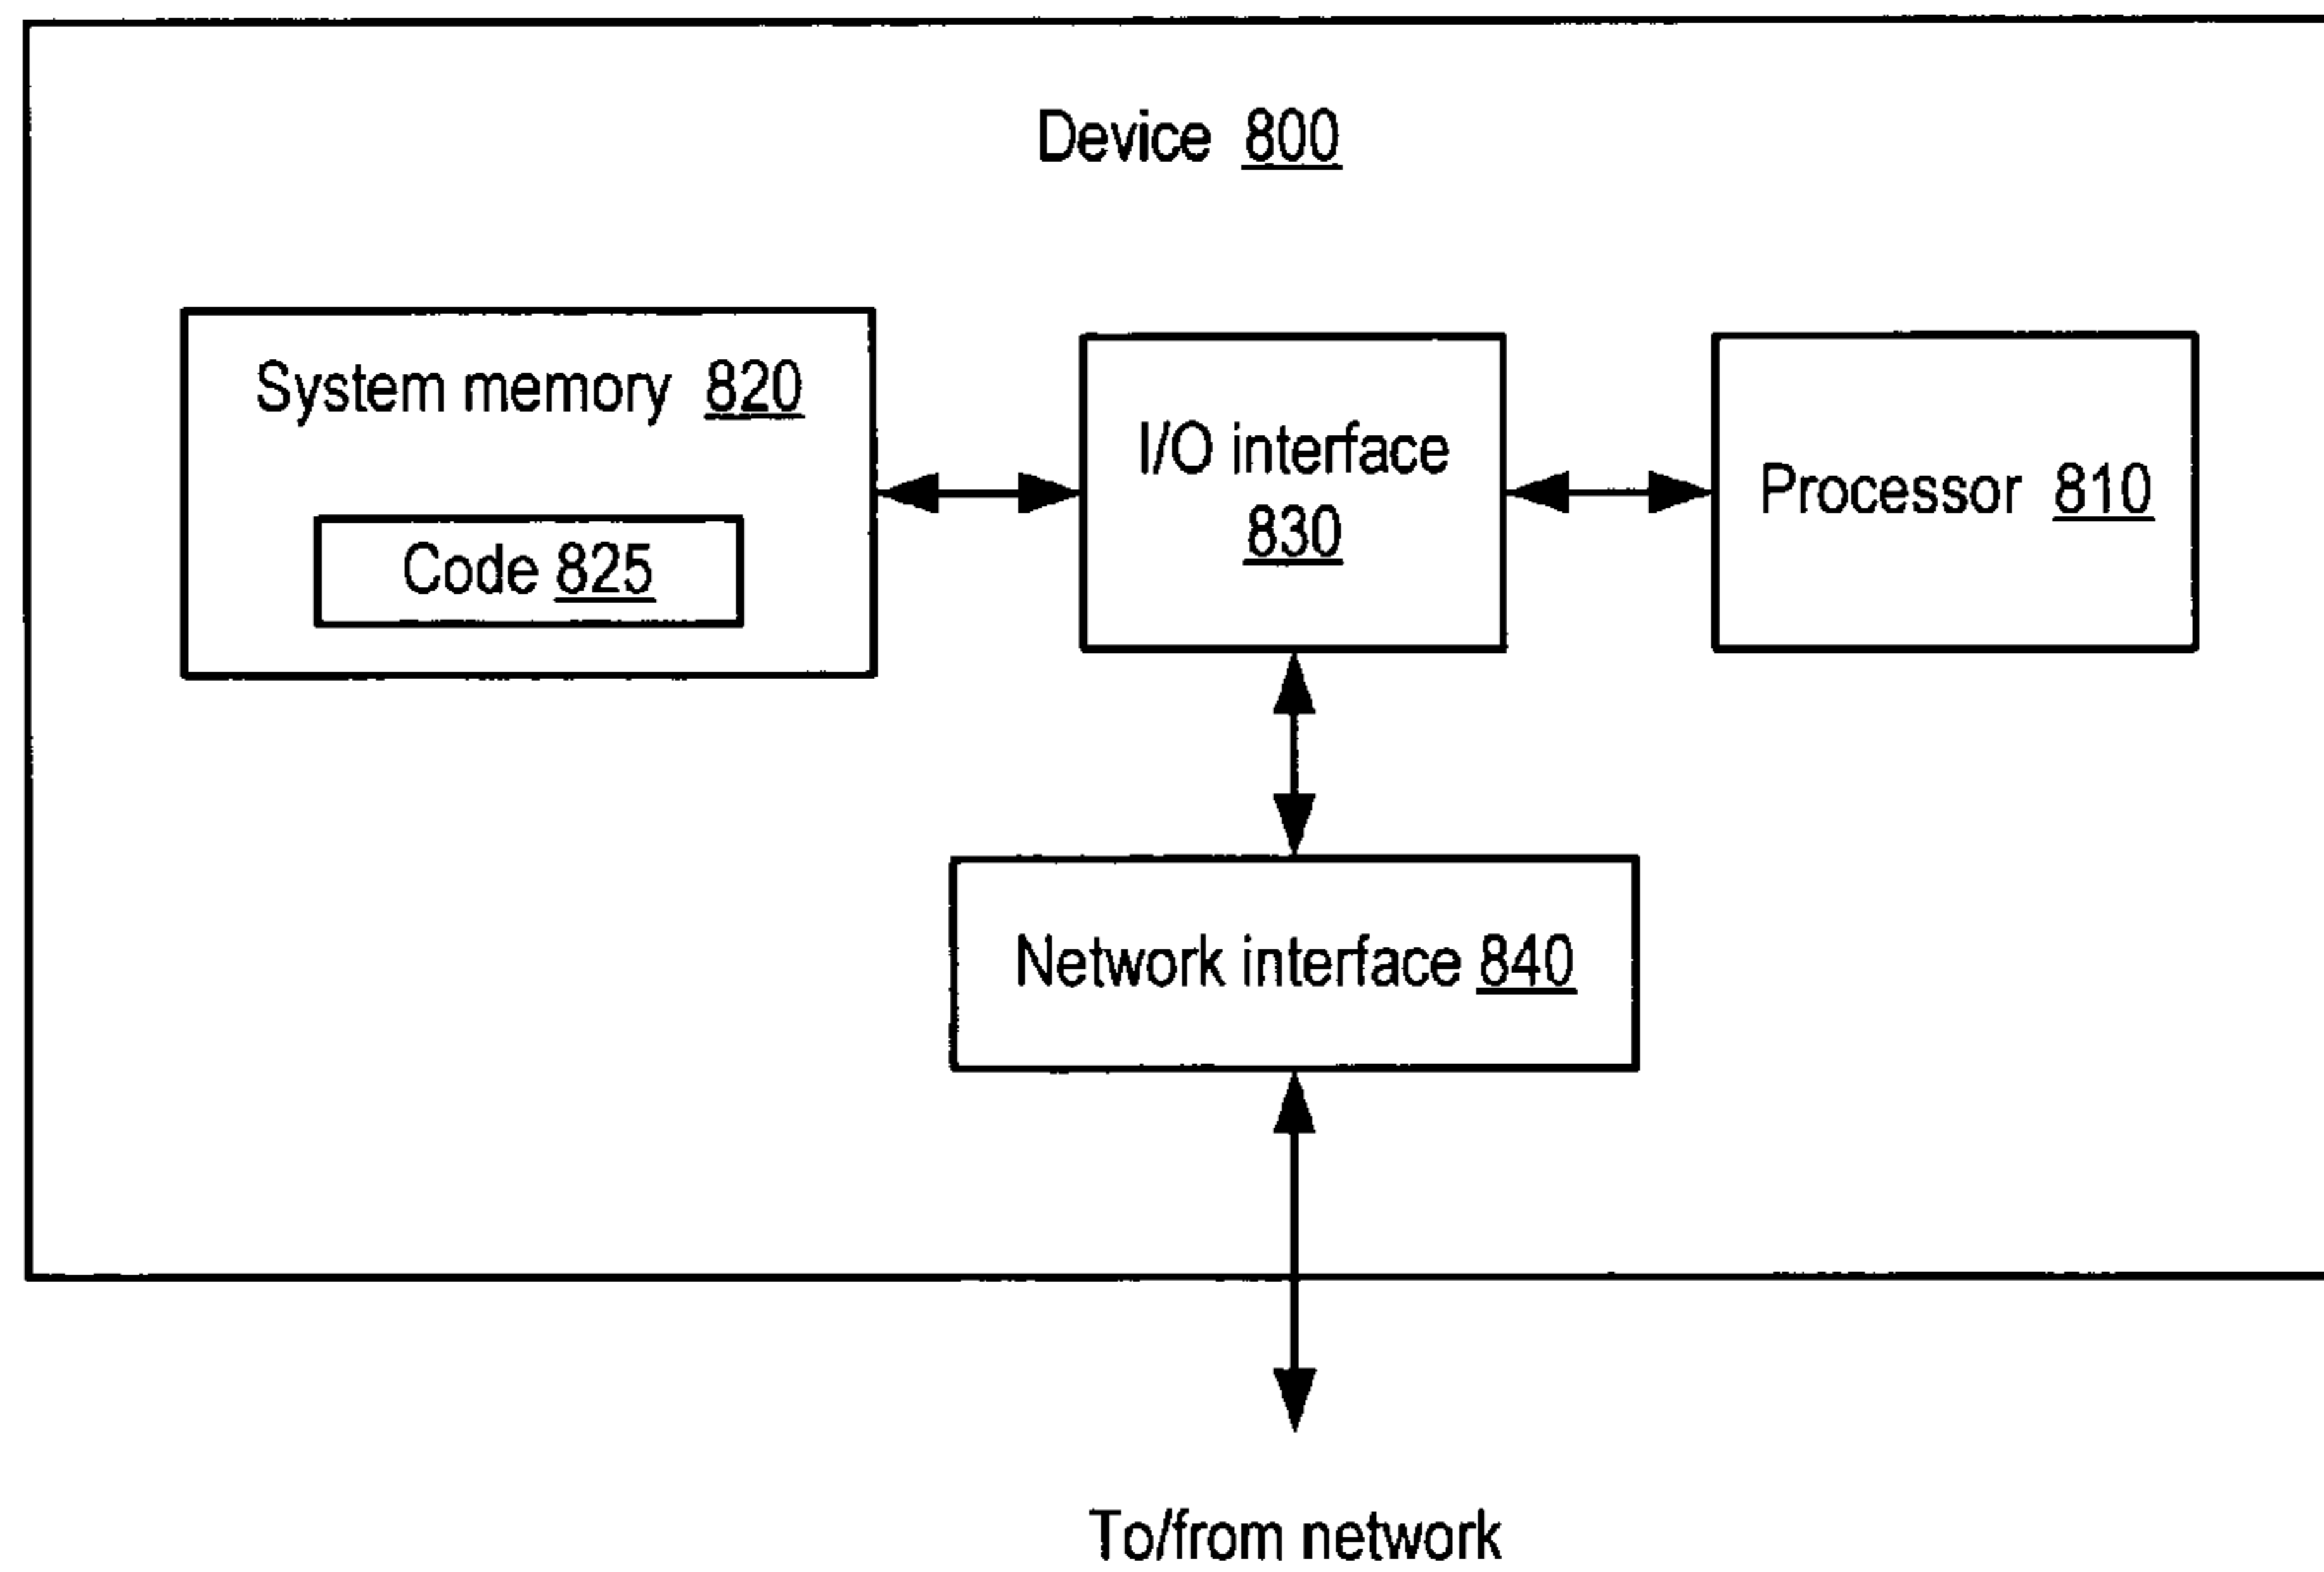 Device 800
System memory 820
Code 825
I/O interface
830
Processor 810
Network interface 840
To/from network